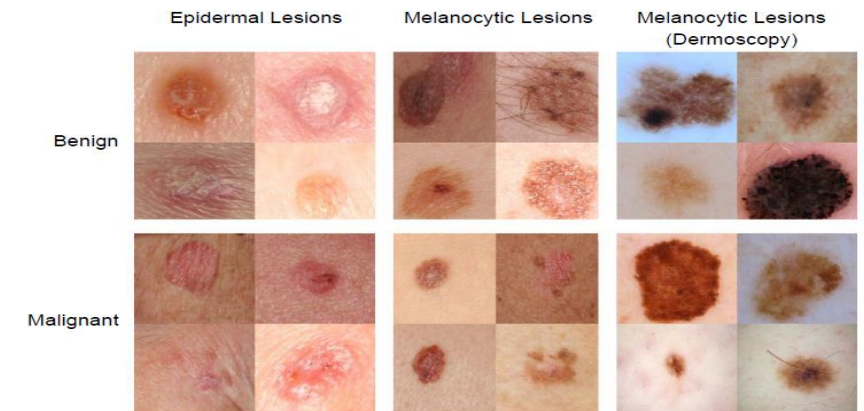 Epidermal Lesions
Melanocytic Lesions
Melanocytic Lesions
(Dermoscopy)
Benign
Malignant